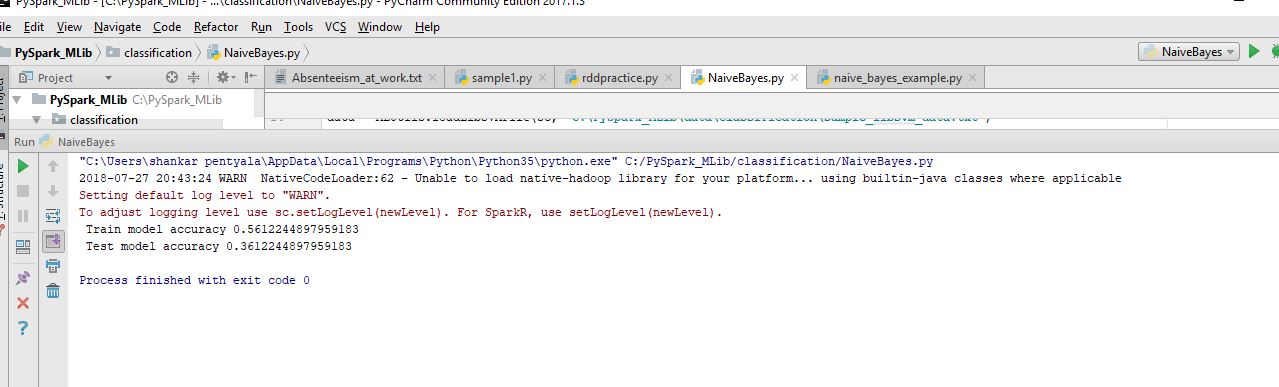 PySpark_MLib - [C:\PySpark_MLib] - ...\classification\NaiveBayes.py - PyCharm Community Edition 2017.1.3
ile Edit View Navigate Code Refactor Run Tools VCS Window Help
PySpark_MLib classification NaiveBayes.py NaiveBayes
Project Absenteeism_at_work.txt sample1.py rddpractice.py NaiveBayes.py naive_bayes_example.py
PySpark_MLib C:\PySpark_MLib
classification
Run NaiveBayes
"C:\Users\shankar pentyala\AppData\Local\Programs\Python\Python35\python.exe" C:/PySpark_MLib/classification/NaiveBayes.py
2018-07-27 20:43:24 WARN  NativeCodeLoader:62 - Unable to load native-hadoop library for your platform... using builtin-java classes where applicable
Setting default log level to "WARN".
To adjust logging level use sc.setLogLevel(newLevel). For SparkR, use setLogLevel(newLevel).
Train model accuracy 0.5612244897959183
Test model accuracy 0.3612244897959183
Process finished with exit code 0